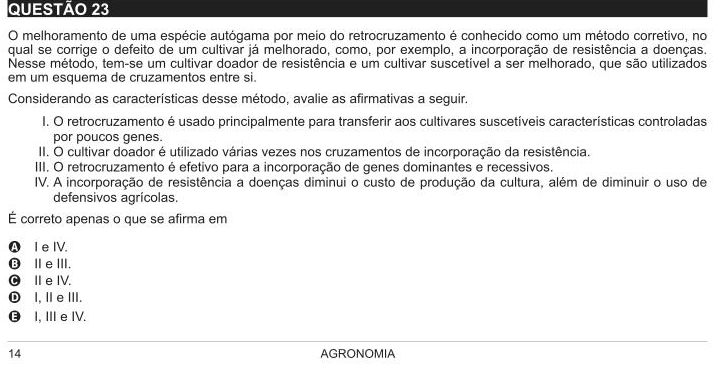 QUESTÃO 23
O melhoramento de uma espécie autógama por meio do retrocruzamento é conhecido como um método corretivo, no
qual se corrige o defeito de um cultivar já melhorado, como, por exemplo, a incorporação de resistência a doenças.
Nesse método, tem-se um cultivar doador de resistência e um cultivar suscetível a ser melhorado, que são utilizados
em um esquema de cruzamentos entre si.
Considerando as características desse método, avalie as afirmativas a seguir.
I. O retrocruzamento é usado principalmente para transferir aos cultivares suscetíveis características controladas
por poucos genes.
II. O cultivar doador é utilizado várias vezes nos cruzamentos de incorporação da resistência.
III. O retrocruzamento é efetivo para a incorporação de genes dominantes e recessivos.
IV. A incorporação de resistência a doenças diminui o custo de produção da cultura, além de diminuir o uso de
defensivos agrícolas.
É correto apenas o que se afirma em
A I e IV.
B II e III.
C II e IV.
D I, II e III.
E I, III e IV.
14 AGRONOMIA